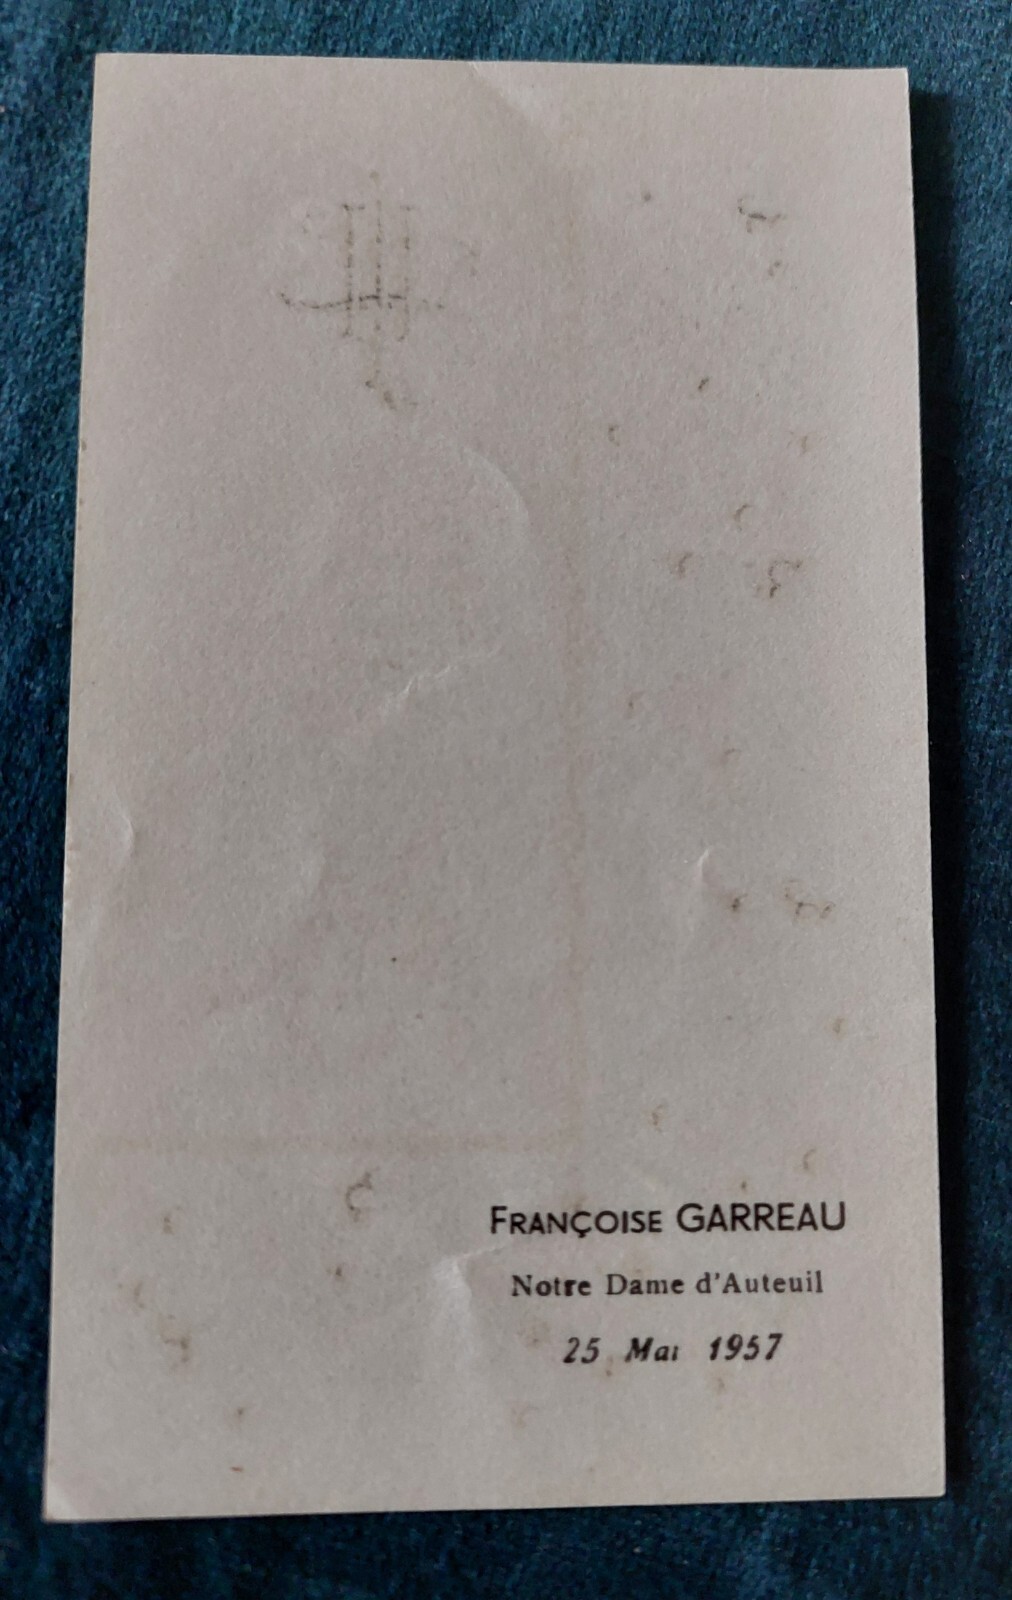 FRANÇOISE GARREAU
Notre Dame d'Auteuil
25 Mai 1957